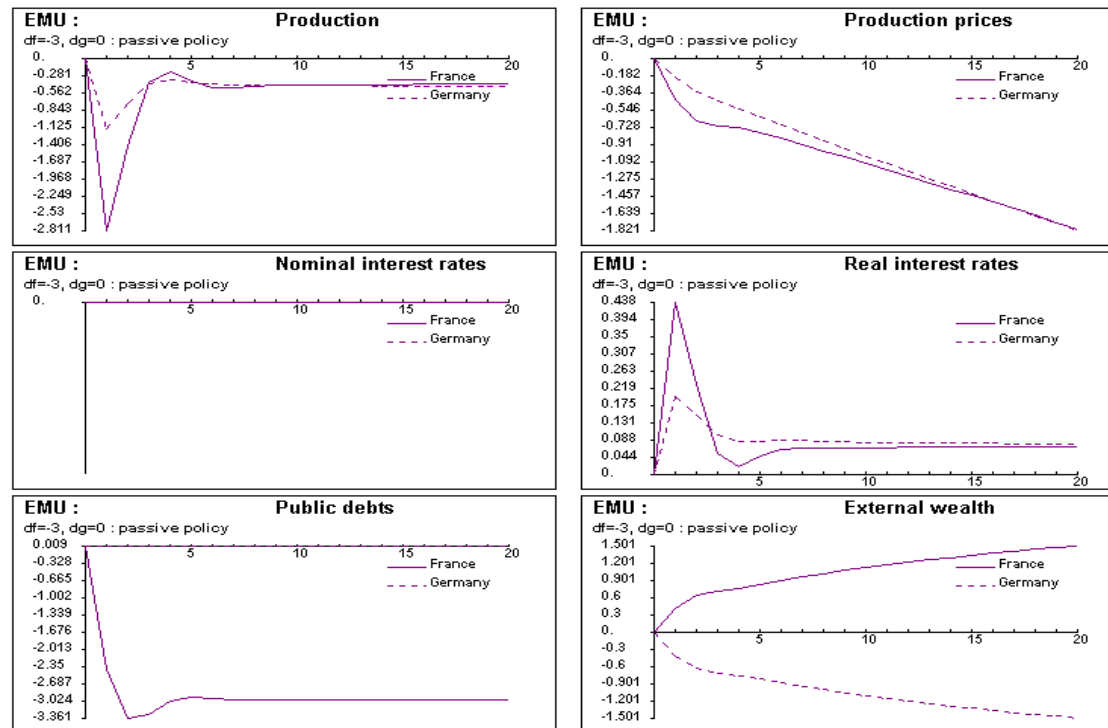 EMU : Production
df=-3, dg=0 : passive policy
0.
-0.281
-0.562
-0.843
-1.125
-1.406
-1.687
-1.968
-2.249
-2.53
-2.811
5 10 15 20
France
Germany
EMU : Production prices
df=-3, dg=0 : passive policy
0.
-0.182
-0.364
-0.546
-0.728
-0.91
-1.092
-1.275
-1.457
-1.639
-1.821
5 10 15 20
France
Germany
EMU : Nominal interest rates
df=-3, dg=0 : passive policy
0.
5 10 15 20
France
Germany
EMU : Real interest rates
df=-3, dg=0 : passive policy
0.438
0.394
0.35
0.307
0.263
0.219
0.175
0.131
0.088
0.044
0.
5 10 15 20
France
Germany
EMU : Public debts
df=-3, dg=0 : passive policy
0.009
-0.328
-0.665
-1.002
-1.339
-1.676
-2.013
-2.35
-2.687
-3.024
-3.361
5 10 15 20
France
Germany
EMU : External wealth
df=-3, dg=0 : passive policy
1.501
1.201
0.901
0.6
0.3
0.
-0.3
-0.6
-0.901
-1.201
-1.501
5 10 15 20
France
Germany